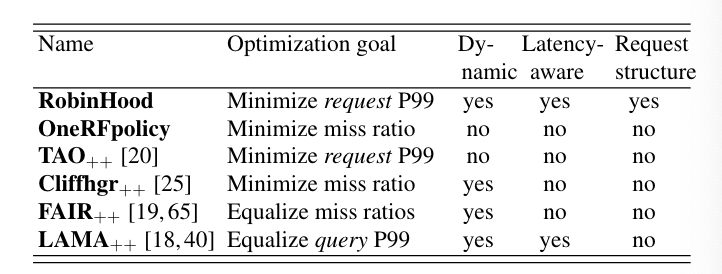 Name Optimization goal Dy- Latency- Request
namic aware structure
RobinHood Minimize request P99 yes yes yes
OneRFpolicy Minimize miss ratio no no no
TAO++ [20] Minimize request P99 no no no
Cliffhgr++ [25] Minimize miss ratio yes no no
FAIR++ [19,65] Equalize miss ratios yes no no
LAMA++ [18,40] Equalize query P99 yes yes no